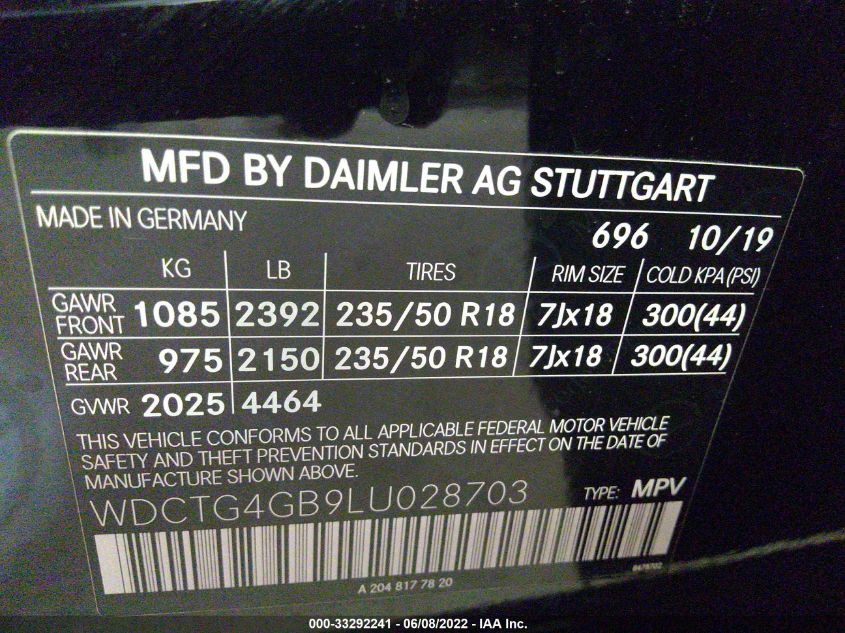 MFD BY DAIMLER AG STUTTGART
MADE IN GERMANY
696 10/19
KG LB TIRES RIM SIZE COLD KPA (PSI)
GAWR FRONT 1085 2392 235/50 R18 7Jx18 300(44)
GAWR REAR 975 2150 235/50 R18 7Jx18 300(44)
GVWR 2025 4464
THIS VEHICLE CONFORMS TO ALL APPLICABLE FEDERAL MOTOR VEHICLE
SAFETY AND THEFT PREVENTION STANDARDS IN EFFECT ON THE DATE OF
MANUFACTURE SHOWN ABOVE.
WDCTG4GB9LU028703 TYPE: MPV
A 204 817 78 20
000-33292241 - 06/08/2022 - IAA Inc.